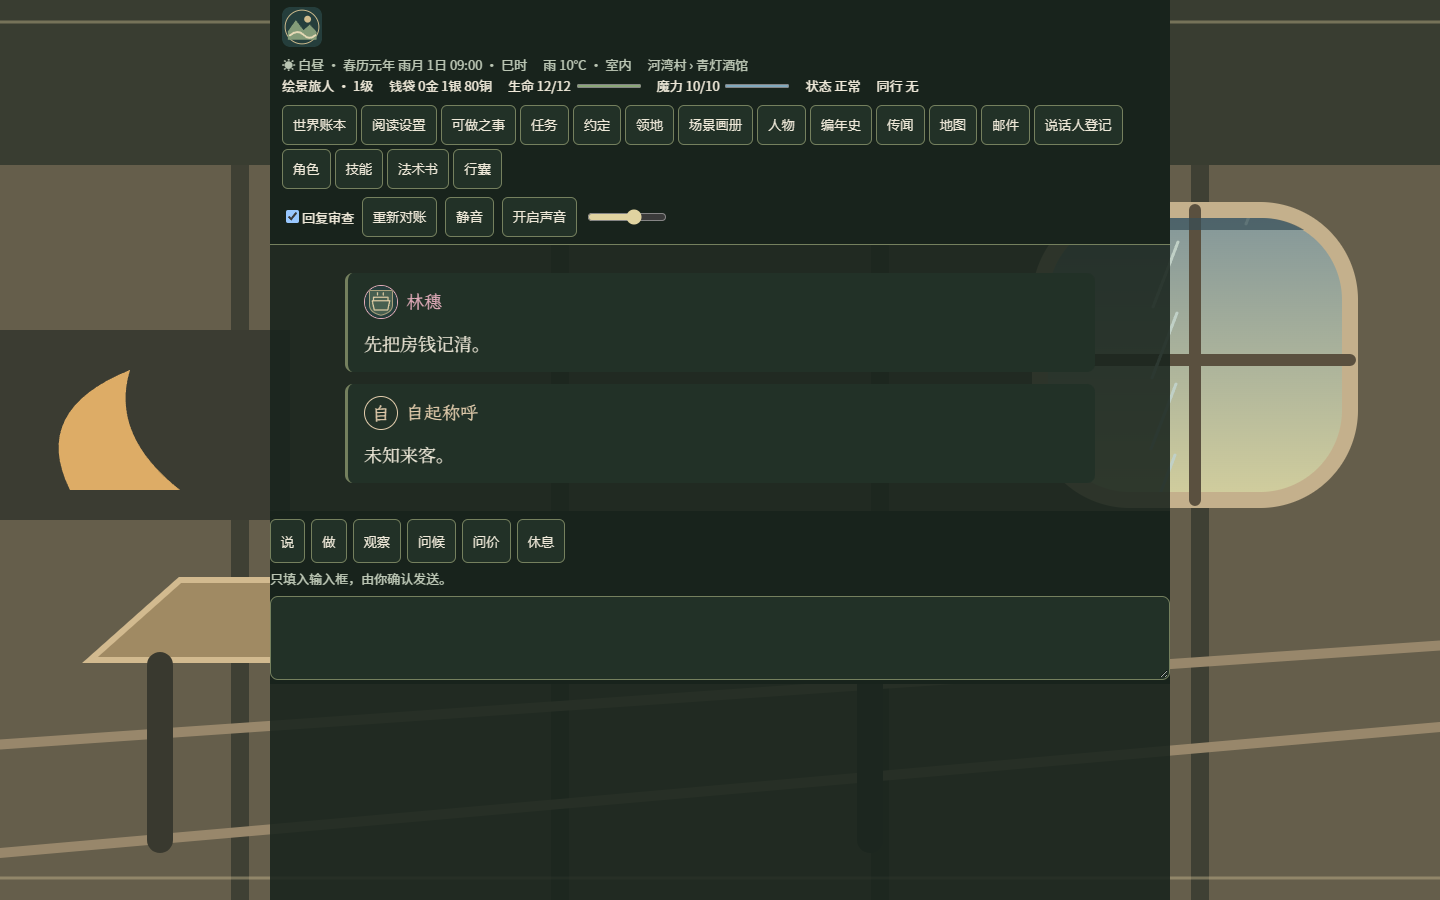 ☀ 白昼 · 春历元年 雨月 1日 09:00 · 巳时 雨 10°C · 室内 河湾村 › 青灯酒馆
绘景旅人 · 1级 钱袋 0金 1银 80铜 生命 12/12 魔力 10/10 状态 正常 同行 无
世界账本 阅读设置 可做之事 任务 约定 领地 场景画册 人物 编年史 传闻 地图 邮件 说话人登记
角色 技能 法术书 行囊
回复审查 重新对账 静音 开启声音
林穗
先把房钱记清。
自 自起称呼
未知来客。
说 做 观察 问候 问价 休息
只填入输入框，由你确认发送。